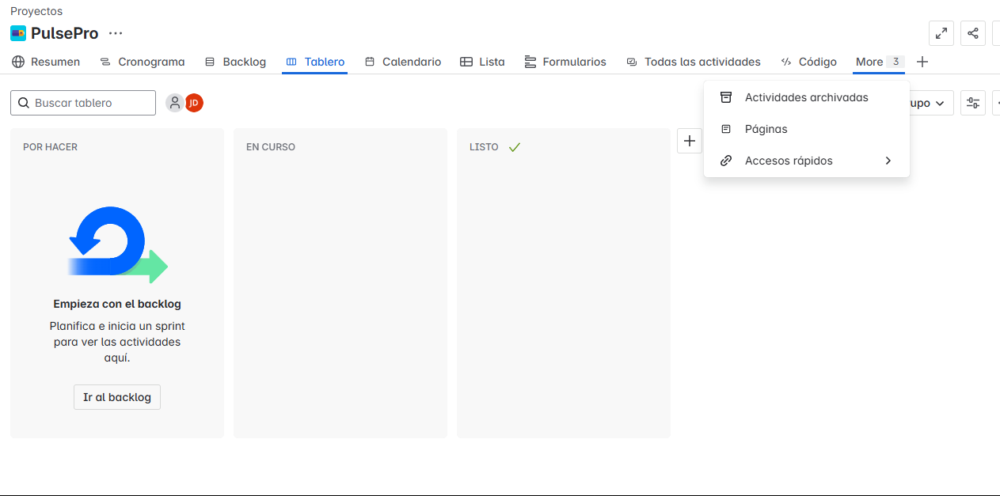 Proyectos
PulsePro
Resumen Cronograma Backlog Tablero Calendario Lista Formularios Todas las actividades Código More 3
Buscar tablero JD upo
Actividades archivadas
Páginas
Accesos rápidos
POR HACER EN CURSO LISTO
Empieza con el backlog
Planifica e inicia un sprint
para ver las actividades
aquí.
Ir al backlog